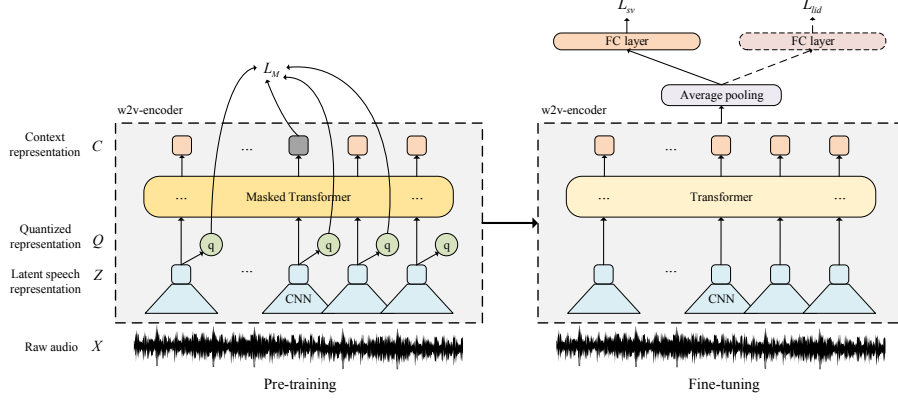 L_sv
L_lid
FC layer
FC layer
L_M
Average pooling
w2v-encoder
w2v-encoder
Context
representation
C
...
...
Masked Transformer
...
...
Transformer
...
...
Quantized
representation
Q
q
q
q
q
Latent speech
representation
Z
...
...
CNN
CNN
Raw audio
X
Pre-training
Fine-tuning